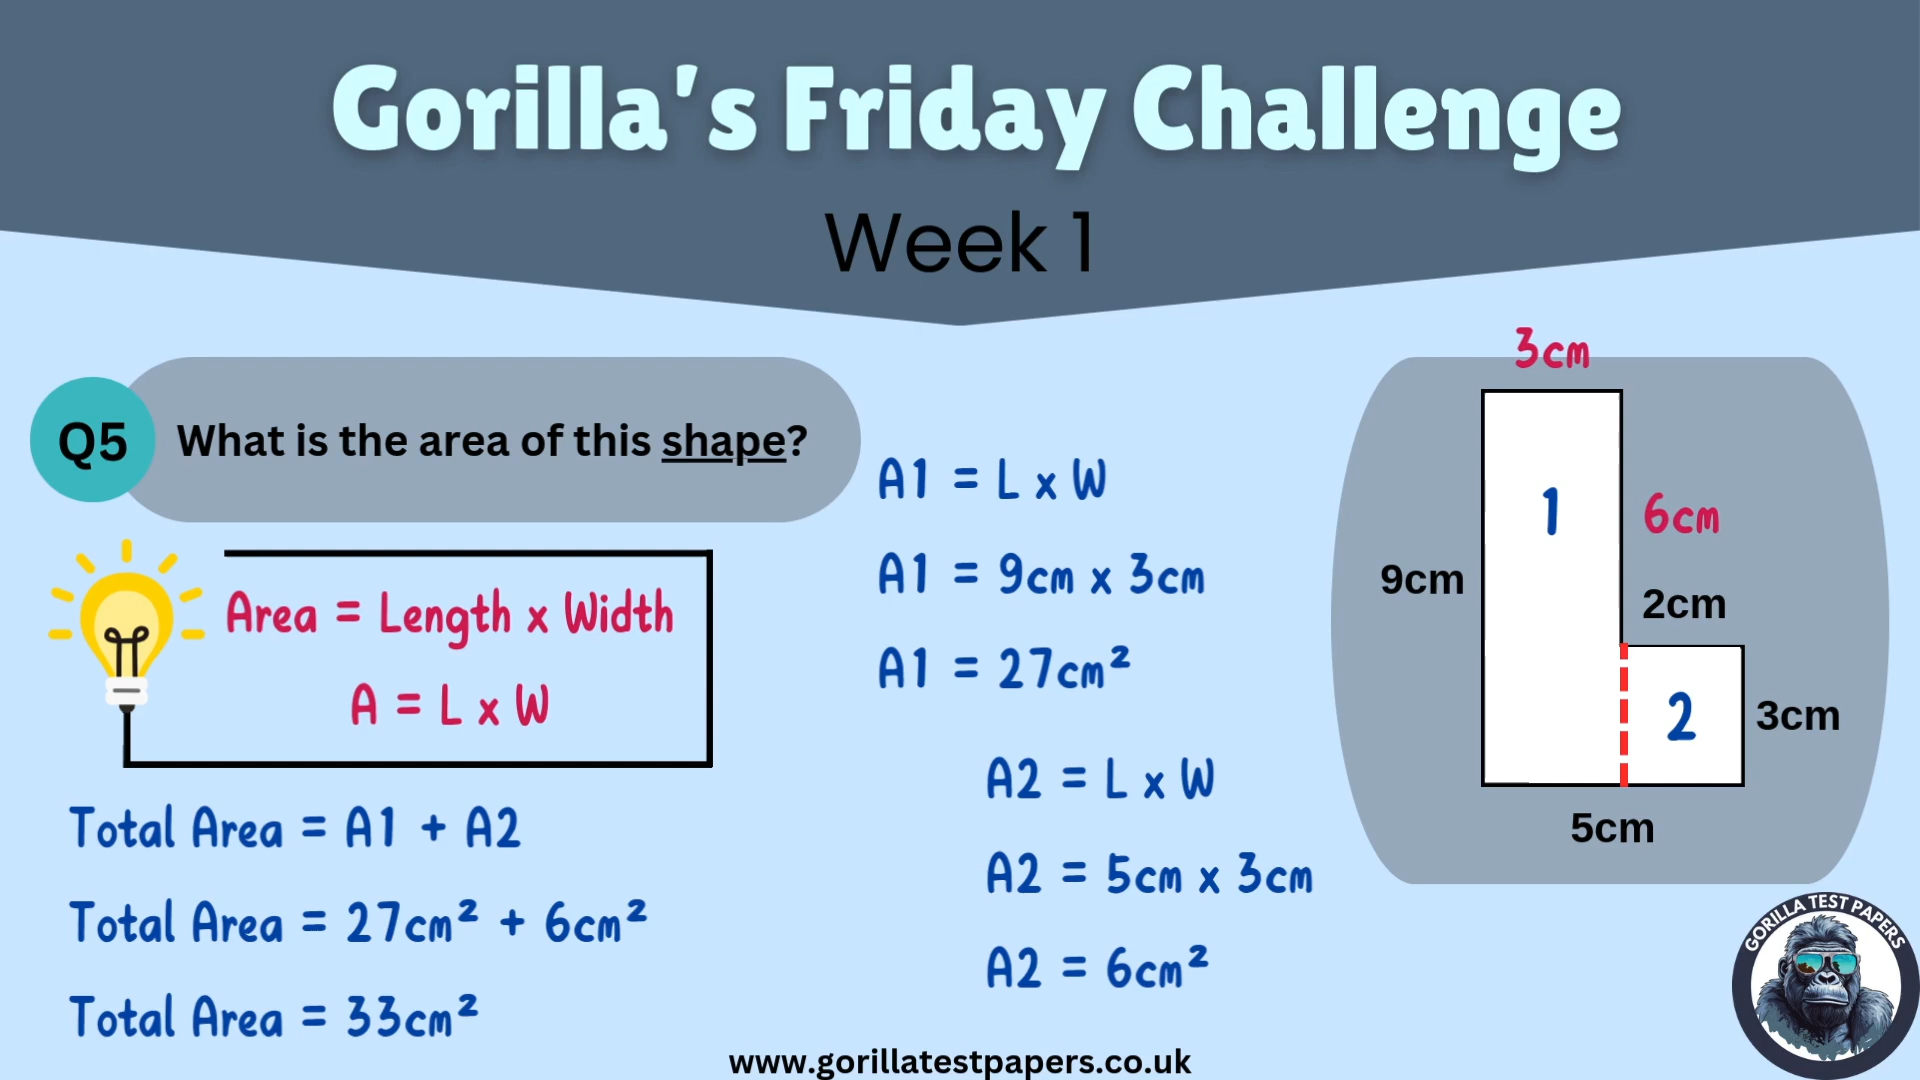 Gorilla's Friday Challenge
Week 1
Q5
What is the area of this shape?
Area = Length x Width
A = L x W
Total Area = A1 + A2
Total Area = 27cm² + 6cm²
Total Area = 33cm²
A1 = L x W
A1 = 9cm x 3cm
A1 = 27cm²
A2 = L x W
A2 = 5cm x 3cm
A2 = 6cm²
3cm
1
6cm
9cm
2cm
2
3cm
5cm
GORILLA TEST PAPERS
www.gorillatestpapers.co.uk